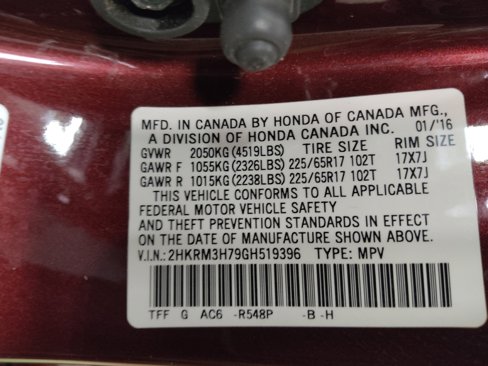 MFD. IN CANADA BY HONDA OF CANADA MFG.,
A DIVISION OF HONDA CANADA INC. 01/'16
GVWR 2050KG(4519LBS) TIRE SIZE RIM SIZE
GAWR F 1055KG(2326LBS) 225/65R17 102T 17X7J
GAWR R 1015KG(2238LBS) 225/65R17 102T 17X7J
THIS VEHICLE CONFORMS TO ALL APPLICABLE
FEDERAL MOTOR VEHICLE SAFETY
AND THEFT PREVENTION STANDARDS IN EFFECT
ON THE DATE OF MANUFACTURE SHOWN ABOVE.
V.I.N.:2HKRM3H79GH519396 TYPE: MPV
TFF G AC6 -R548P -B -H